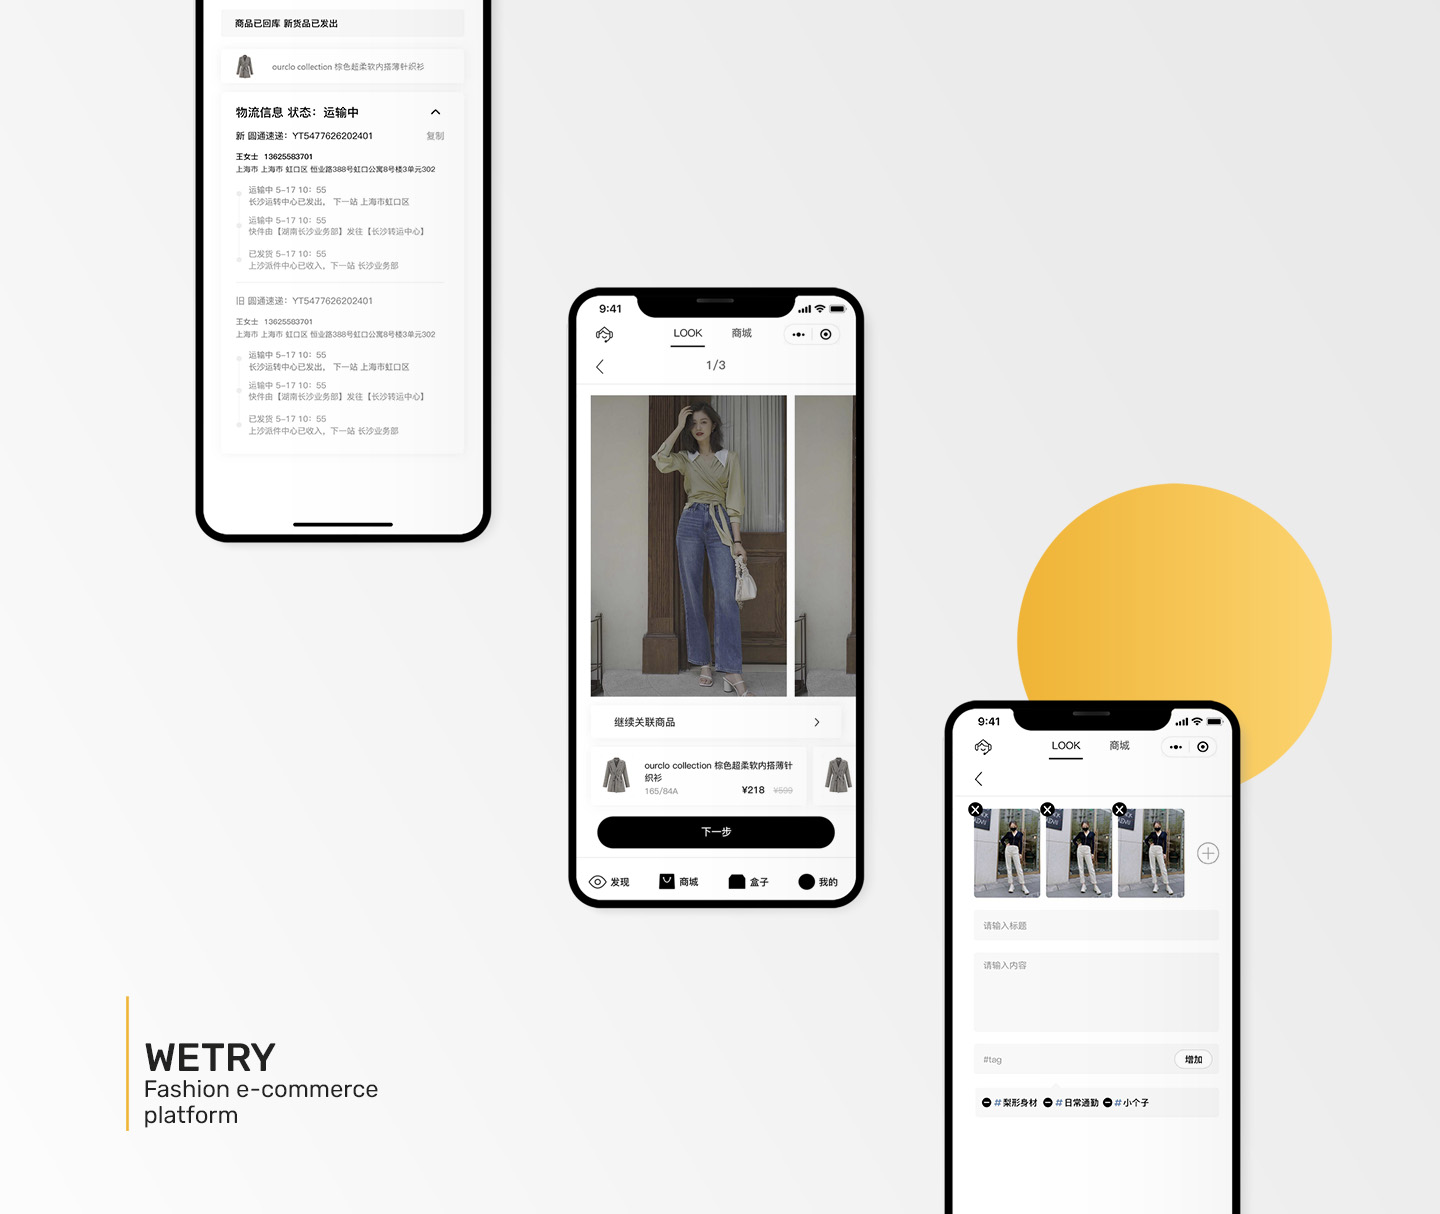 商品已回库 新货品已发出
ourclo collection 棕色超柔软内搭薄针织衫
物流信息 状态：运输中
新 圆通速递：YT5477626202401 复制
王女士 13625583701
上海市 上海市 虹口区 恒业路388号虹口公寓8号楼3单元302
运输中 5-17 10：55
长沙运转中心已发出， 下一站 上海市虹口区
运输中 5-17 10：55
快件由【湖南长沙业务部】发往【长沙转运中心】
已发货 5-17 10：55
上沙派件中心已收入，下一站 长沙业务部
旧 圆通速递：YT5477626202401
王女士 13625583701
上海市 上海市 虹口区 恒业路388号虹口公寓8号楼3单元302
运输中 5-17 10：55
长沙运转中心已发出， 下一站 上海市虹口区
运输中 5-17 10：55
快件由【湖南长沙业务部】发往【长沙转运中心】
已发货 5-17 10：55
上沙派件中心已收入，下一站 长沙业务部
9:41
LOOK 商城
1/3
继续关联商品
ourclo collection 棕色超柔软内搭薄针
织衫
165/84A ¥218 ¥599
下一步
发现 商城 盒子 我的
9:41
LOOK 商城
请输入标题
请输入内容
#tag 增加
#梨形身材 #日常通勤 #小个子
WETRY
Fashion e-commerce
platform